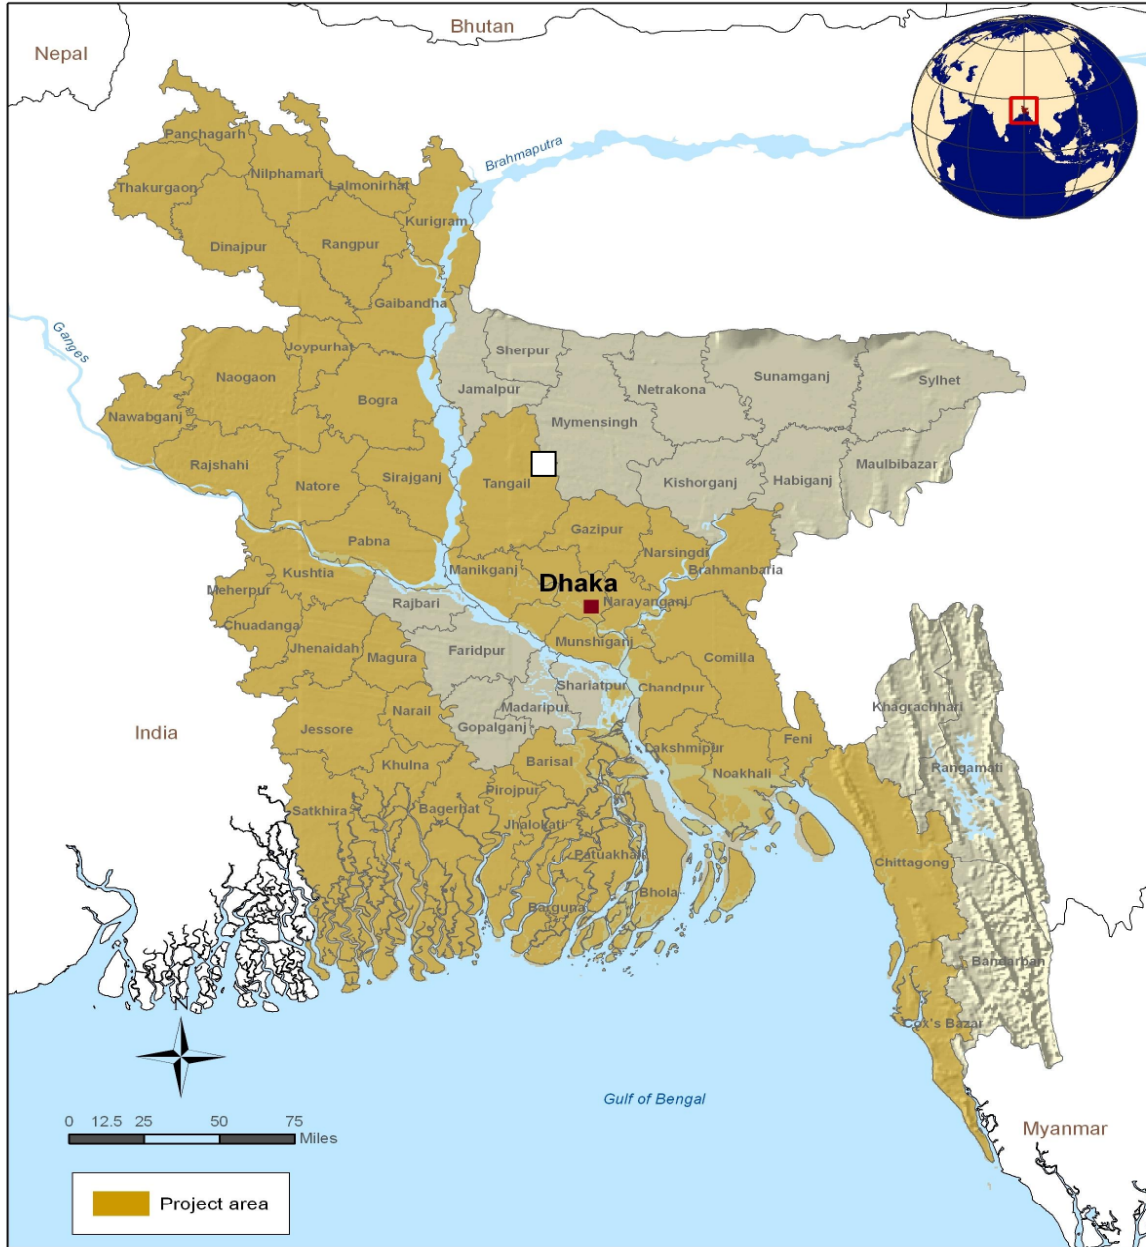 Bhutan
Nepal
Brahmaputra
Panchagarh
Nilphamari
Lalmonirhat
Thakurgaon
Kurigram
Dinajpur
Rangpur
Gaibandha
Ganges
Joypurhat
Sherpur
Naogaon
Jamalpur
Netrakona
Sunamganj
Sylhet
Bogra
Nawabganj
Mymensingh
Rajshahi
Natore
Sirajganj
Tangail
Kishorganj
Habiganj
Maulbibazar
Pabna
Gazipur
Narsingdi
Kushtia
Manikganj
Brahmanbaria
Meherpur
Dhaka
Rajbari
Narayanganj
Chuadanga
Jhenaidah
Magura
Faridpur
Munshiganj
Comilla
Shariatpur
Chandpur
Madaripur
Narail
Gopalganj
Khagrachhari
India
Jessore
Lakshmipur
Feni
Khulna
Barisal
Noakhali
Rangamati
Satkhira
Bagerhat
Pirojpur
Jhalokati
Patuakhali
Chittagong
Bhola
Barguna
Bandarban
N
Cox's Bazar
Gulf of Bengal
0 12.5 25 50 75
Miles
Myanmar
Project area